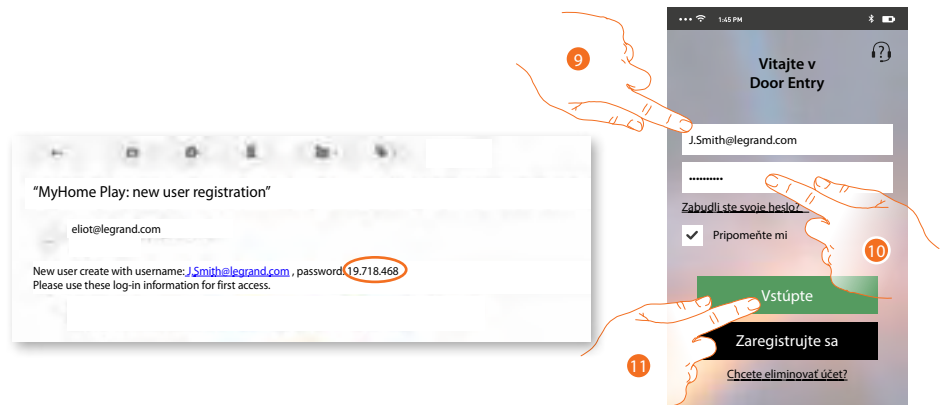 “MyHome Play: new user registration”
eliot@legrand.com
New user create with username: J.Smith@legrand.com , password: 19.718.468
Please use these log-in information for first access.
9
1:45 PM
?
Vitajte v
Door Entry
J.Smith@legrand.com
••••••••••
Zabudli ste svoje heslo?
Pripomeňte mi
10
Vstúpte
Zaregistrujte sa
11
Chcete eliminovať účet?